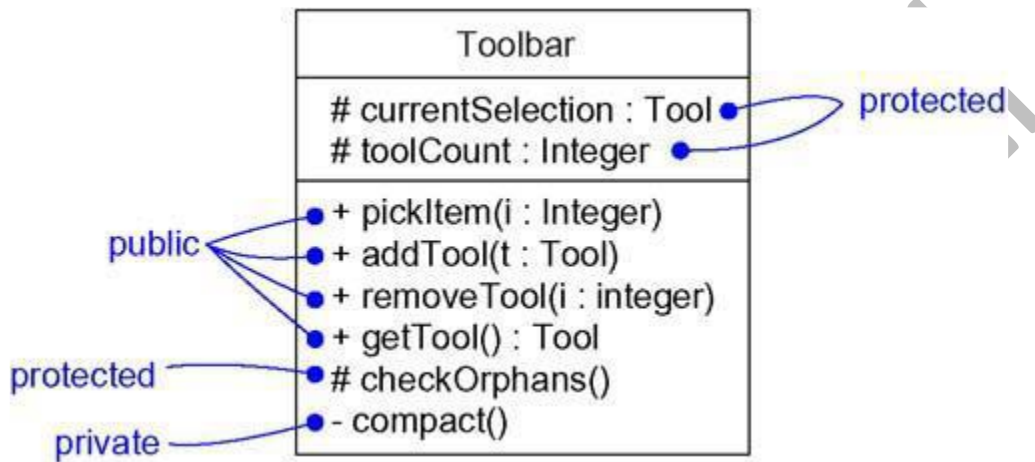 Toolbar
# currentSelection : Tool
protected
# toolCount : Integer
+ pickItem(i : Integer)
public
+ addTool(t : Tool)
+ removeTool(i : integer)
+ getTool() : Tool
protected
# checkOrphans()
- compact()
private